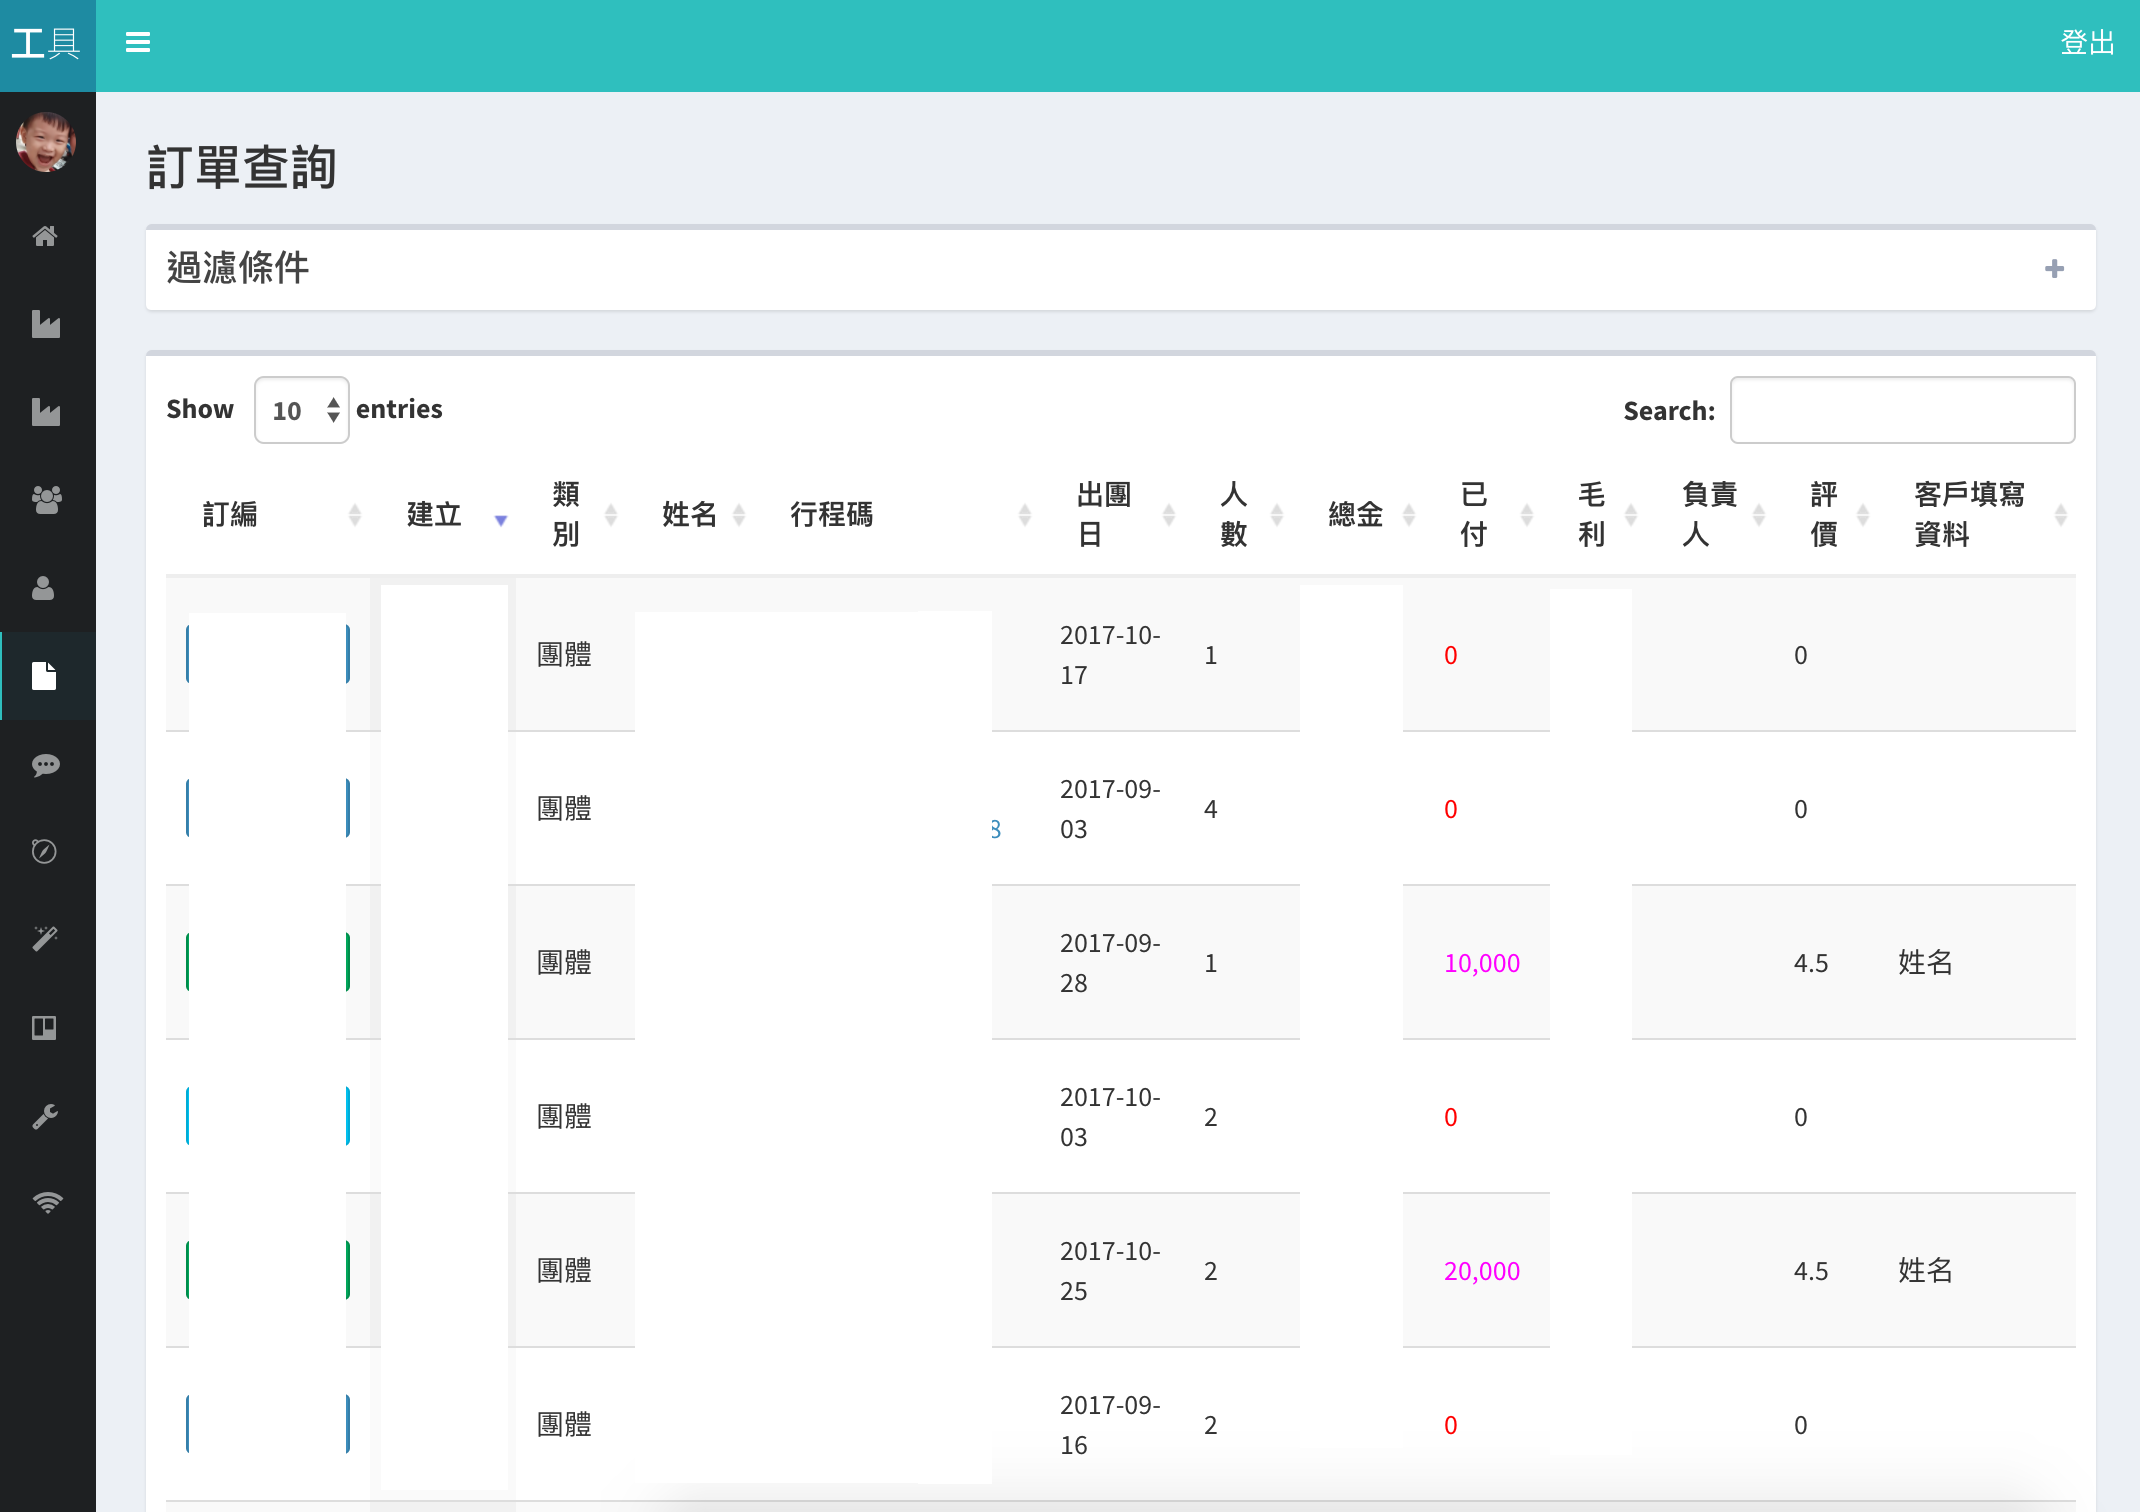 工具
登出
訂單查詢
過濾條件
Show 10 entries
Search:
訂編 建立 類別 姓名 行程碼 出團日 人數 總金 已付 毛利 負責人 評價 客戶填寫資料
團體 2017-10-17 1 0 0
團體 8 2017-09-03 4 0 0
團體 2017-09-28 1 10,000 4.5 姓名
團體 2017-10-03 2 0 0
團體 2017-10-25 2 20,000 4.5 姓名
團體 2017-09-16 2 0 0